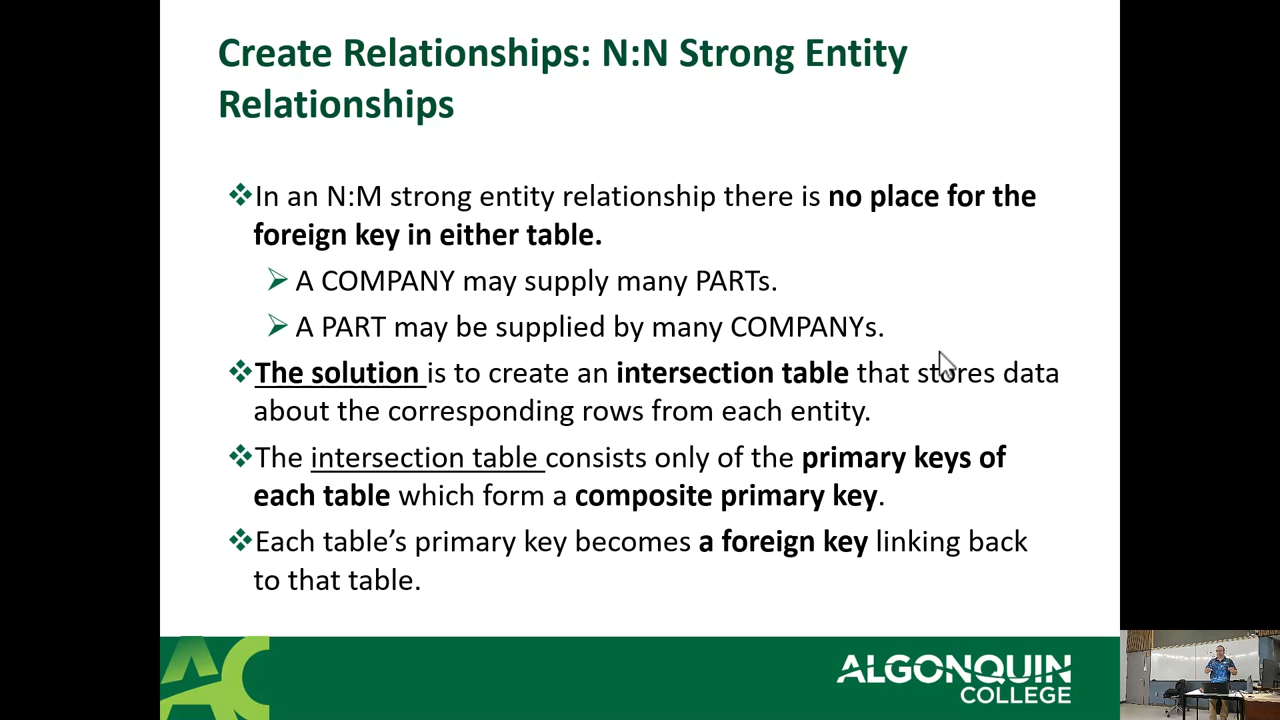 Create Relationships: N:N Strong Entity
Relationships
❖In an N:M strong entity relationship there is no place for the
foreign key in either table.
➢ A COMPANY may supply many PARTs.
➢ A PART may be supplied by many COMPANYs.
❖The solution is to create an intersection table that stores data
about the corresponding rows from each entity.
❖The intersection table consists only of the primary keys of
each table which form a composite primary key.
❖Each table’s primary key becomes a foreign key linking back
to that table.
AC
ALGONQUIN
COLLEGE